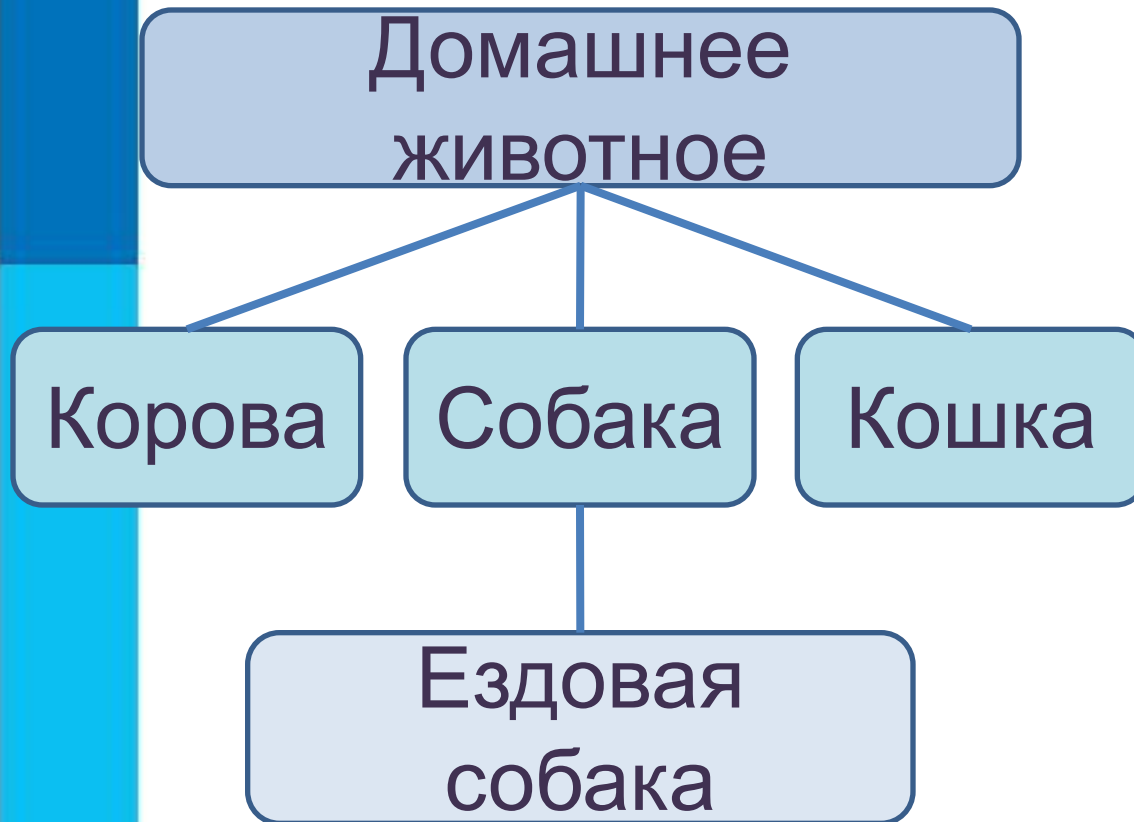 Домашнее
животное
Корова
Собака
Кошка
Ездовая
собака